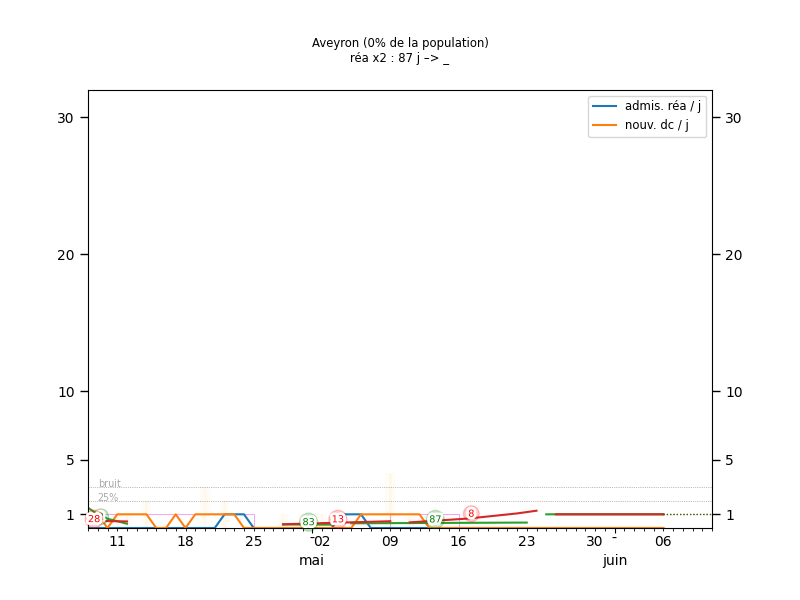 Aveyron (0% de la population)
réa x2 : 87 j –> _
admis. réa / j
nouv. dc / j
30 30
20 20
10 10
5 5
bruit
25%
1 1
28 83 13 87 8
11 18 25 02 09 16 23 30 06
mai juin